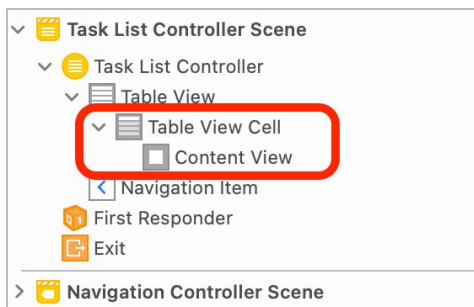 Task List Controller Scene
Task List Controller
Table View
Table View Cell
Content View
Navigation Item
First Responder
Exit
Navigation Controller Scene